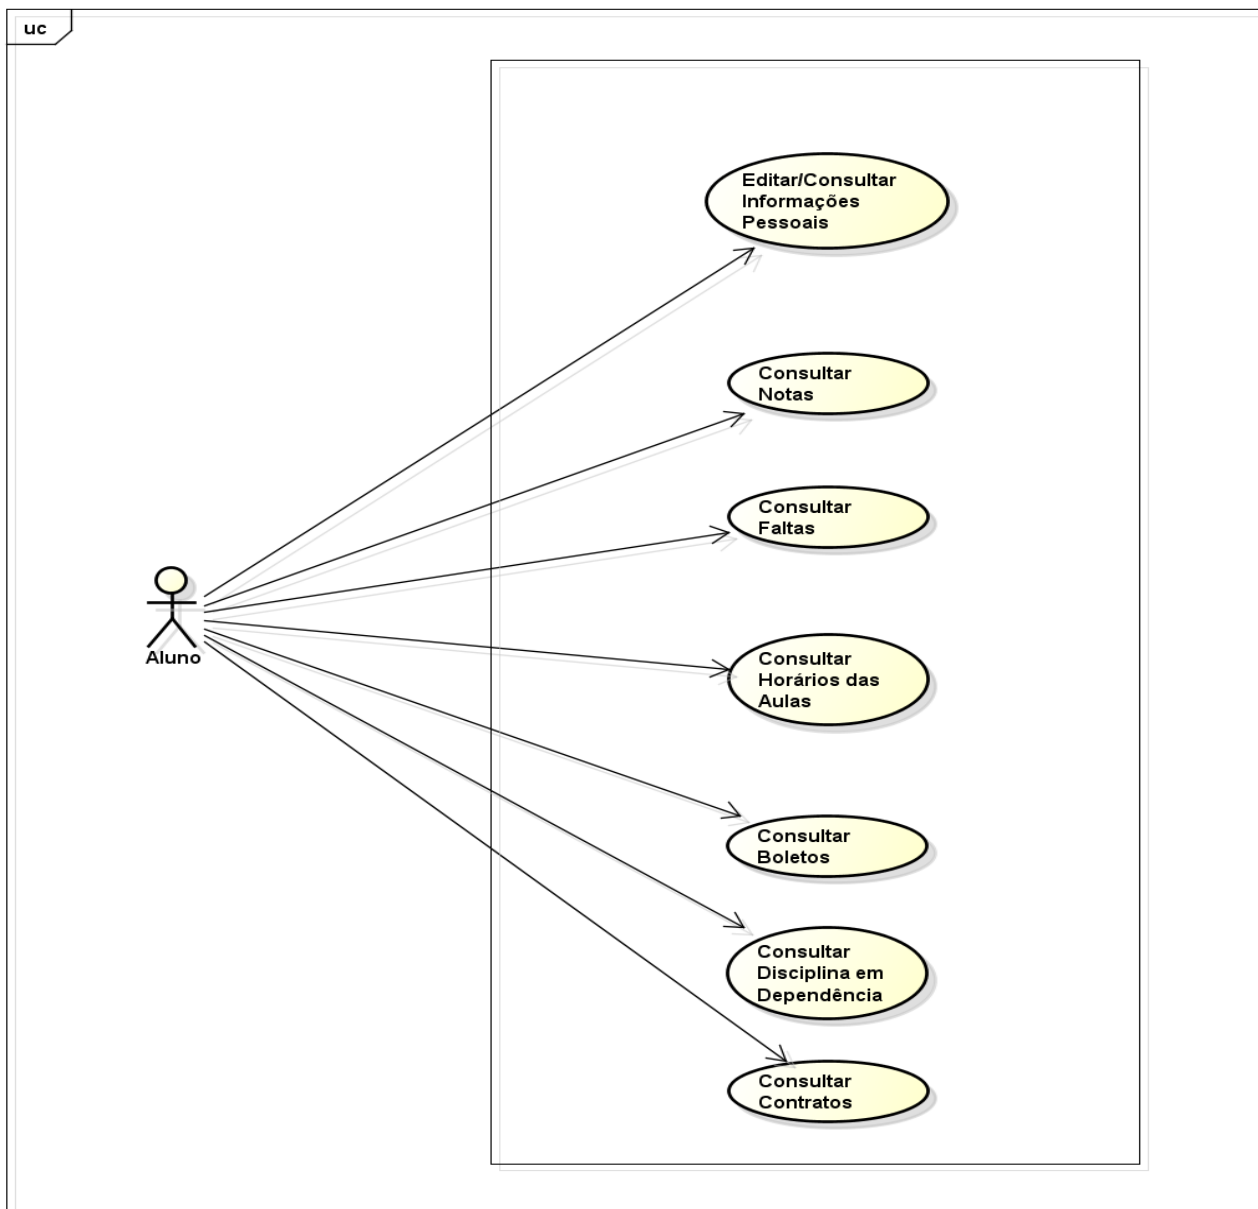 uc
Editar/Consultar
Informações
Pessoais
Consultar
Notas
Consultar
Faltas
Aluno
Consultar
Horários das
Aulas
Consultar
Boletos
Consultar
Disciplina em
Dependência
Consultar
Contratos